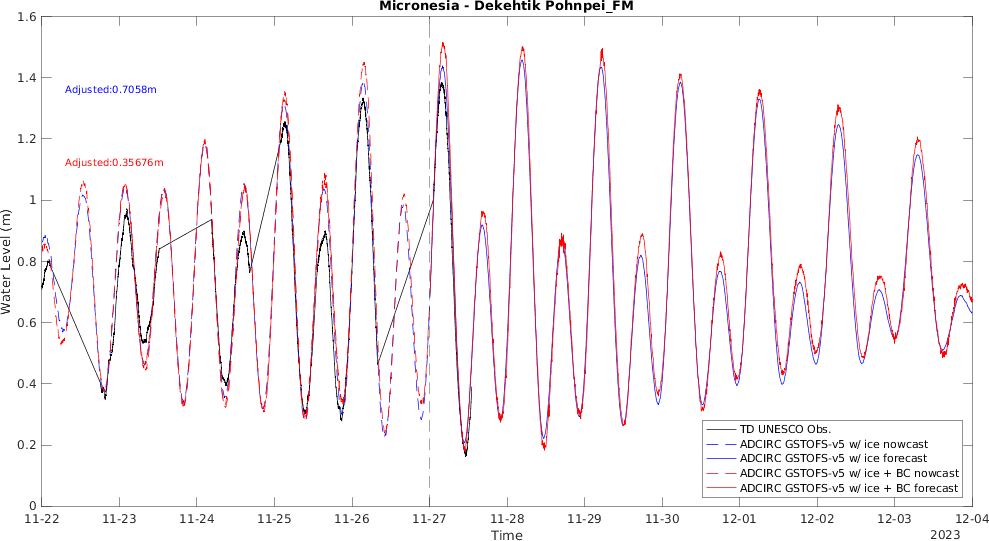 Micronesia - Dekehtik Pohnpei_FM
1.6
1.4
1.2
1
0.8
0.6
0.4
0.2
0
Water Level (m)
Adjusted:0.7058m
Adjusted:0.35676m
TD UNESCO Obs.
ADCIRC GSTOFS-v5 w/ ice nowcast
ADCIRC GSTOFS-v5 w/ ice forecast
ADCIRC GSTOFS-v5 w/ ice + BC nowcast
ADCIRC GSTOFS-v5 w/ ice + BC forecast
11-22 11-23 11-24 11-25 11-26 11-27 11-28 11-29 11-30 12-01 12-02 12-03 12-04
Time
2023